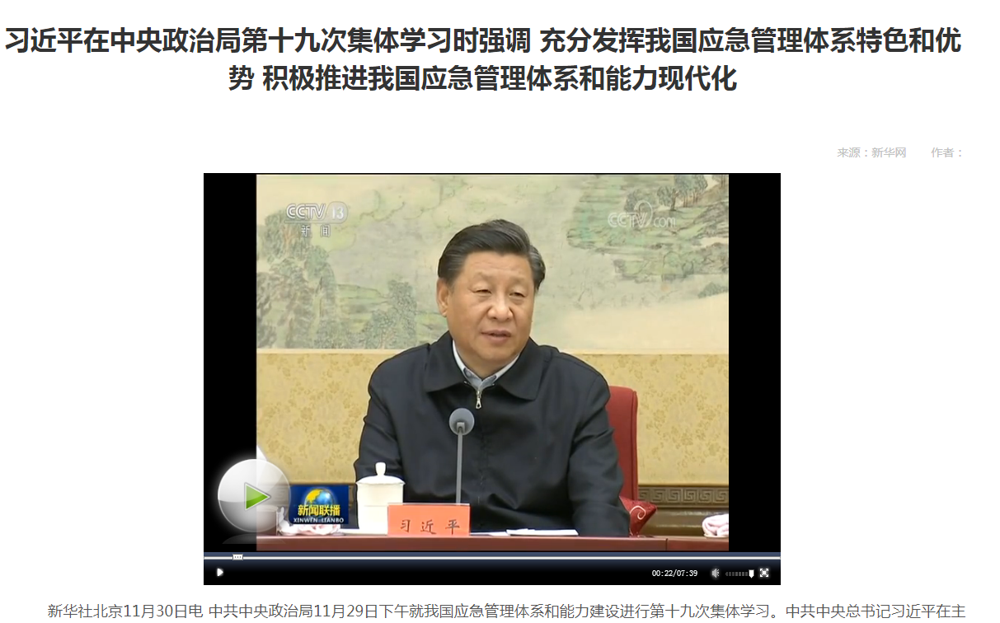 习近平在中央政治局第十九次集体学习时强调 充分发挥我国应急管理体系特色和优
势 积极推进我国应急管理体系和能力现代化
来源：新华网 作者：
CCTV 13
新闻
CCTV.com
新闻联播
XINWEN LIANBO
习近平
00:22/07:39
新华社北京11月30日电 中共中央政治局11月29日下午就我国应急管理体系和能力建设进行第十九次集体学习。中共中央总书记习近平在主